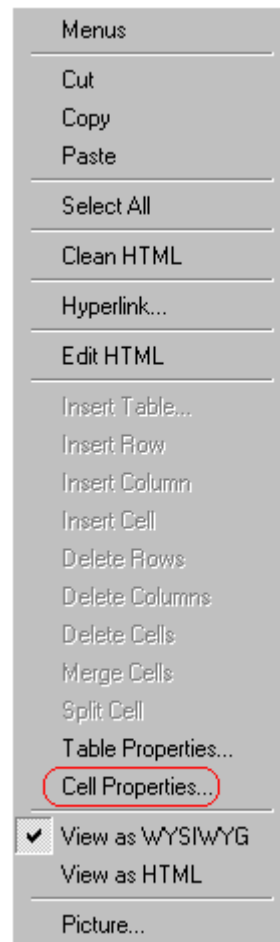 Menus
Cut
Copy
Paste
Select All
Clean HTML
Hyperlink...
Edit HTML
Insert Table...
Insert Row
Insert Column
Insert Cell
Delete Rows
Delete Columns
Delete Cells
Merge Cells
Split Cell
Table Properties...
Cell Properties...
View as WYSIWYG
View as HTML
Picture...